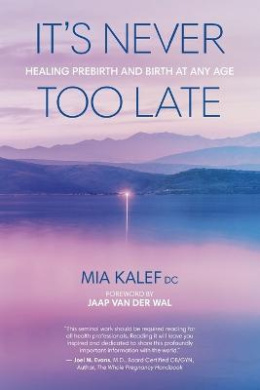 IT'S NEVER
HEALING PREBIRTH AND BIRTH AT ANY AGE
TOO LATE
MIA KALEF DC
FOREWORD BY
JAAP VAN DER WAL
"This seminal work should be required reading for
all health professionals. Reading it will leave you
inspired and dedicated to share this profoundly
important information with the world."
— Joel M. Evans, M.D., Board-Certified OB/GYN,
Author, The Whole Pregnancy Handbook